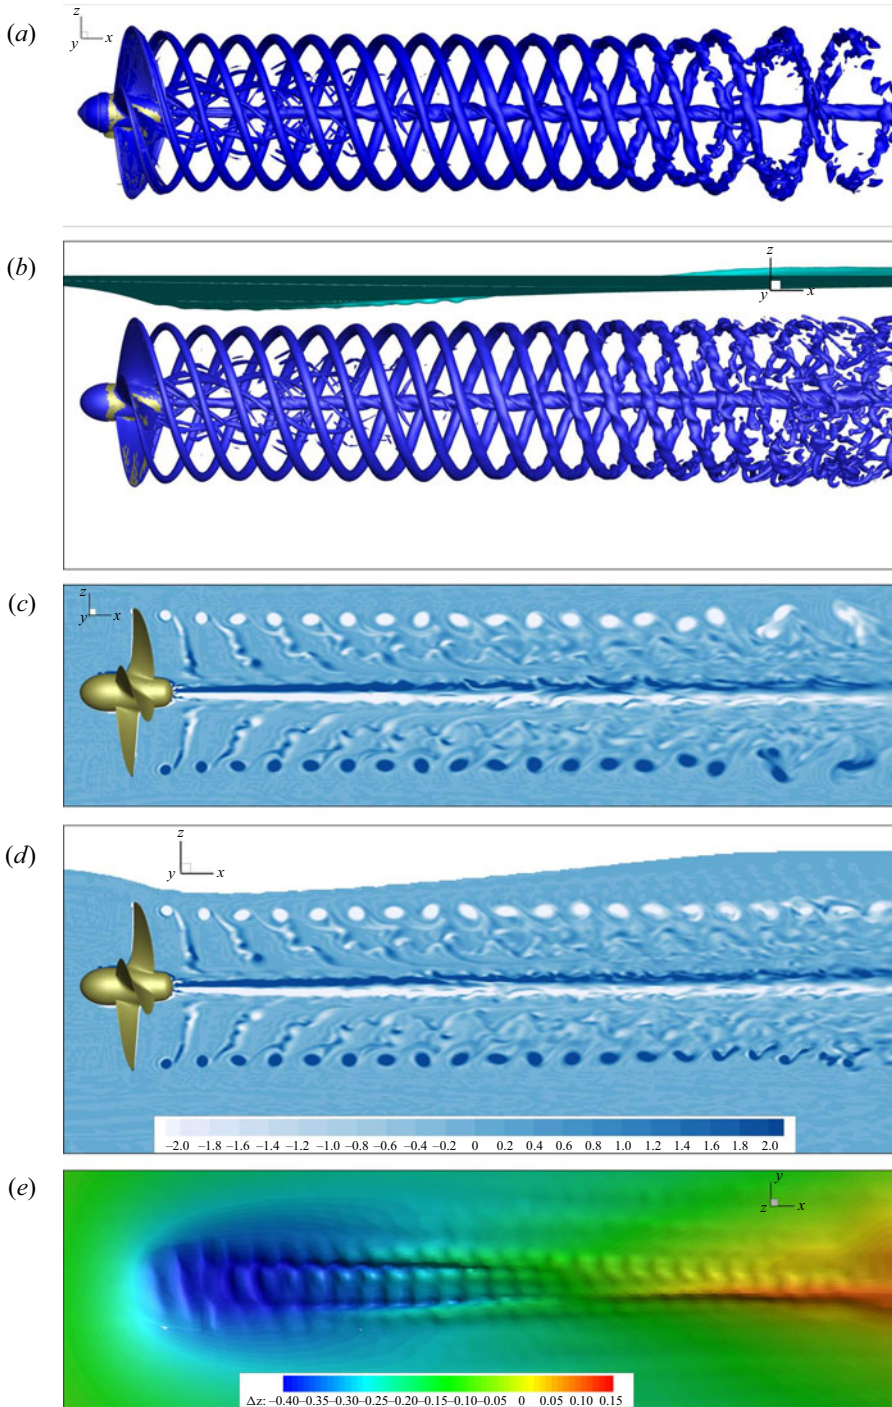 (a)
z
y x
(b)
z
y x
(c)
z
y x
(d)
z
y x
−2.0 −1.8 −1.6 −1.4 −1.2 −1.0 −0.8 −0.6 −0.4 −0.2 0 0.2 0.4 0.6 0.8 1.0 1.2 1.4 1.6 1.8 2.0
(e)
y
z x
Δz: −0.40−0.35−0.30−0.25−0.20−0.15−0.10−0.05 0 0.05 0.10 0.15